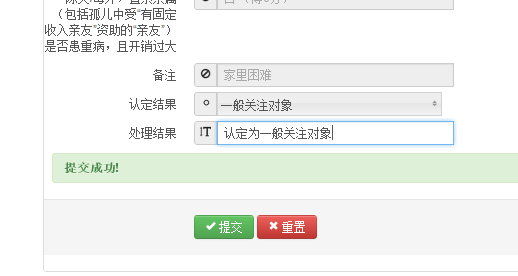 （包括孤儿中受“有固定
收入亲友”资助的“亲友”）
是否患重病，且开销过大
备注 家里困难
认定结果 一般关注对象
处理结果 认定为一般关注对象
提交成功!
提交 重置